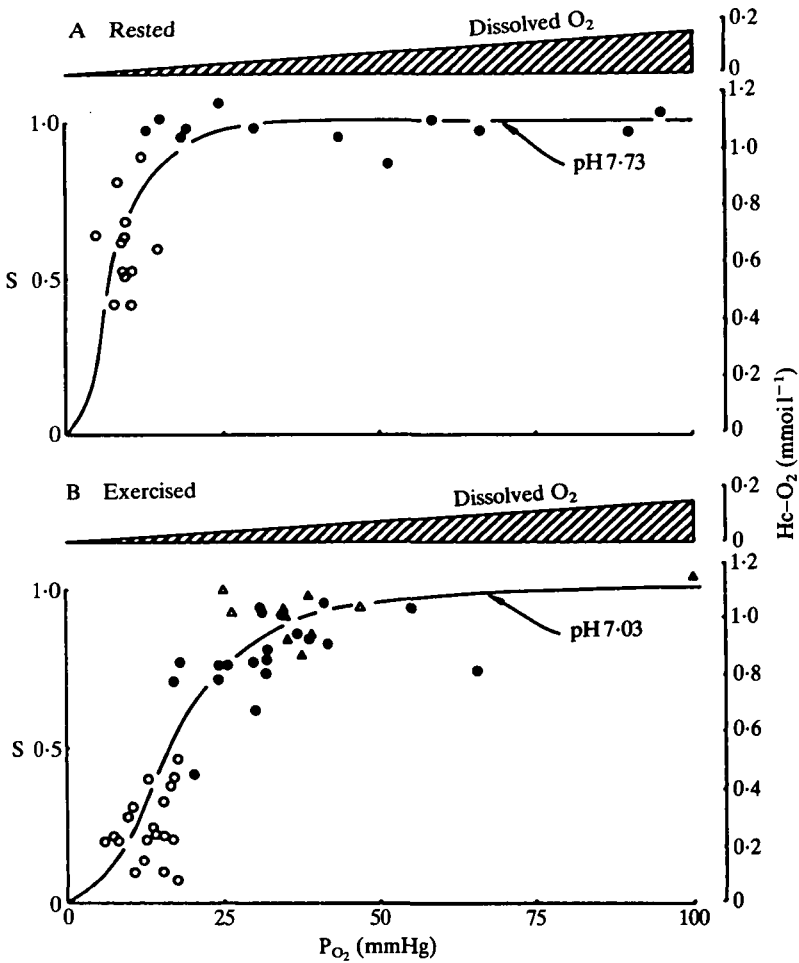 A Rested
Dissolved O₂
0·2
0
1·2
1·0
0·8
0·6
0·4
0·2
0
1·0
S 0·5
0
pH 7·73
Hc–O₂ (mmol l⁻¹)
B Exercised
Dissolved O₂
0·2
0
1·2
1·0
0·8
0·6
0·4
0·2
0
1·0
S 0·5
0
pH 7·03
0 25 50 75 100
P_O₂ (mmHg)